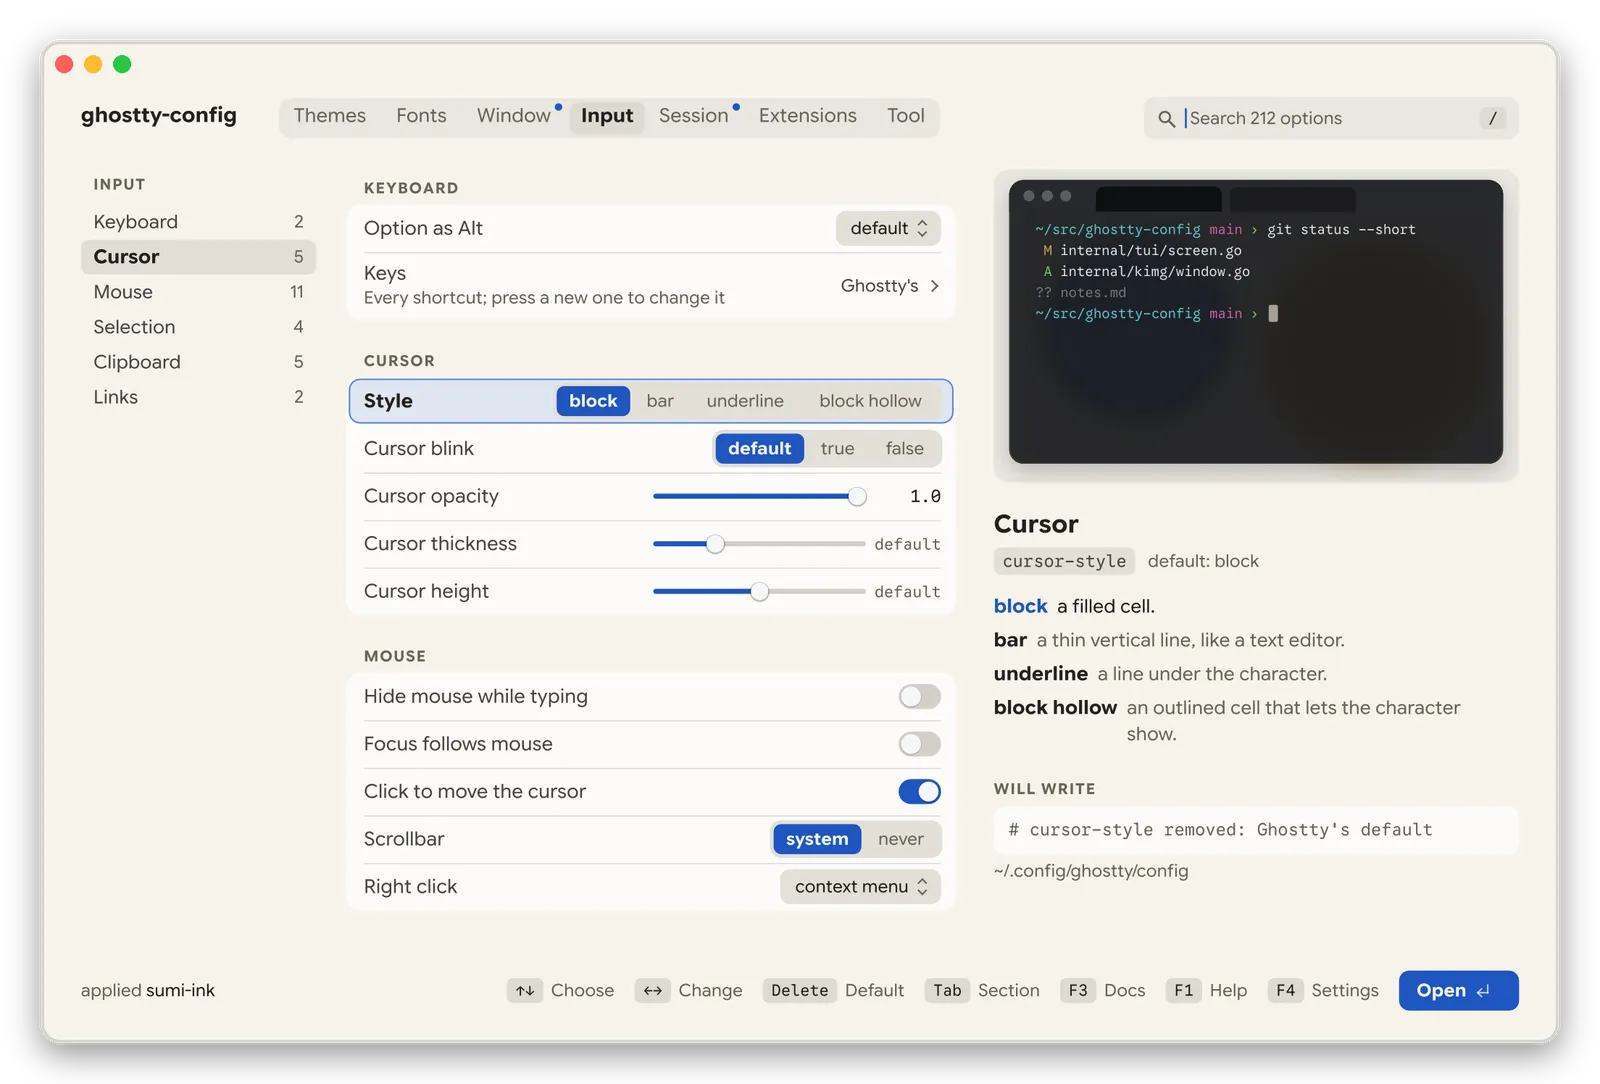 ghostty-config
Themes Fonts Window Input Session Extensions Tool
Search 212 options /
INPUT
Keyboard 2
Cursor 5
Mouse 11
Selection 4
Clipboard 5
Links 2
KEYBOARD
Option as Alt default
Keys
Every shortcut; press a new one to change it
Ghostty's >
CURSOR
Style block bar underline block hollow
Cursor blink default true false
Cursor opacity 1.0
Cursor thickness default
Cursor height default
MOUSE
Hide mouse while typing
Focus follows mouse
Click to move the cursor
Scrollbar system never
Right click context menu
~/src/ghostty-config main › git status --short
M internal/tui/screen.go
A internal/kimg/window.go
?? notes.md
~/src/ghostty-config main ›
Cursor
cursor-style default: block
block a filled cell.
bar a thin vertical line, like a text editor.
underline a line under the character.
block hollow an outlined cell that lets the character
show.
WILL WRITE
# cursor-style removed: Ghostty's default
~/.config/ghostty/config
applied sumi-ink
↑↓ Choose ↔ Change Delete Default Tab Section F3 Docs F1 Help F4 Settings Open ↵